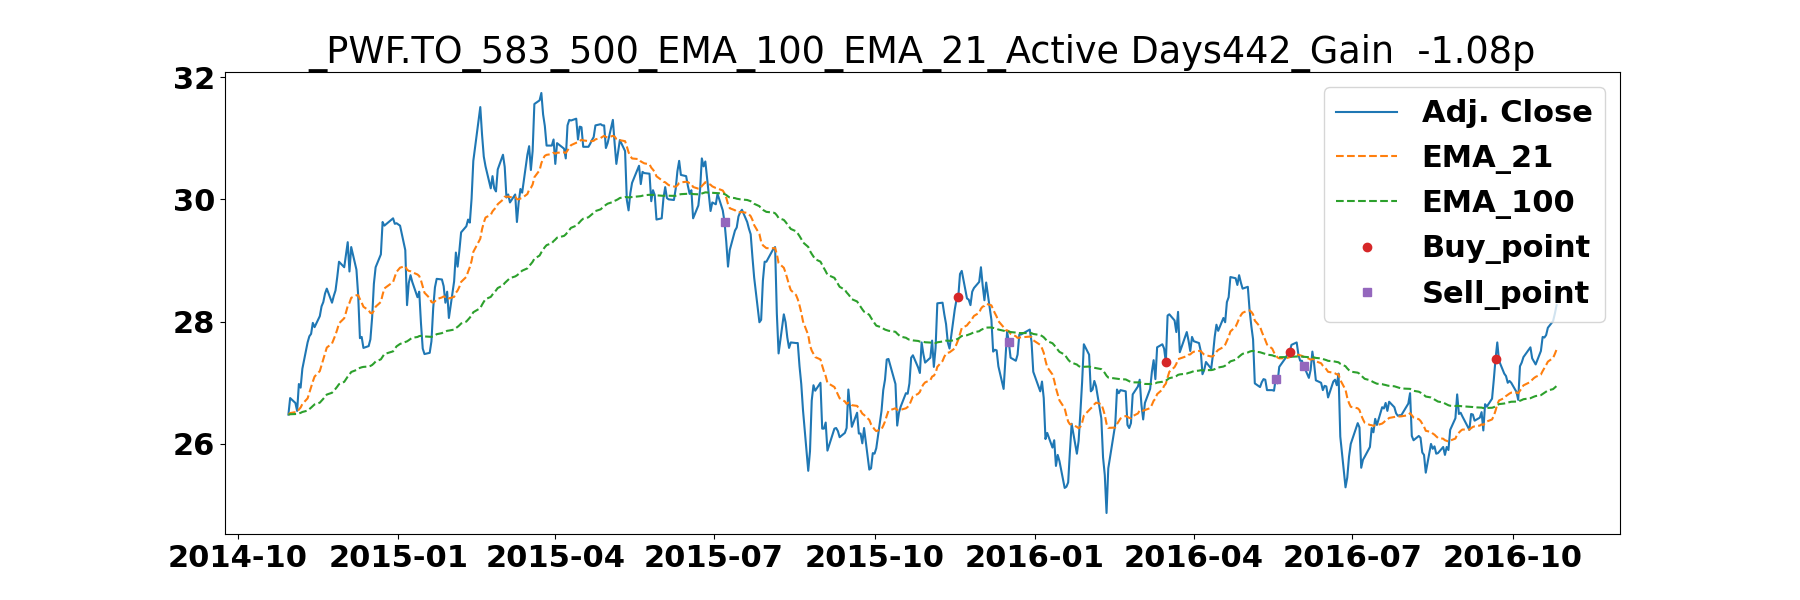 _PWF.TO_583_500_EMA_100_EMA_21_Active Days442_Gain  -1.08p
32
30
28
26
Adj. Close
EMA_21
EMA_100
Buy_point
Sell_point
2014-10 2015-01 2015-04 2015-07 2015-10 2016-01 2016-04 2016-07 2016-10